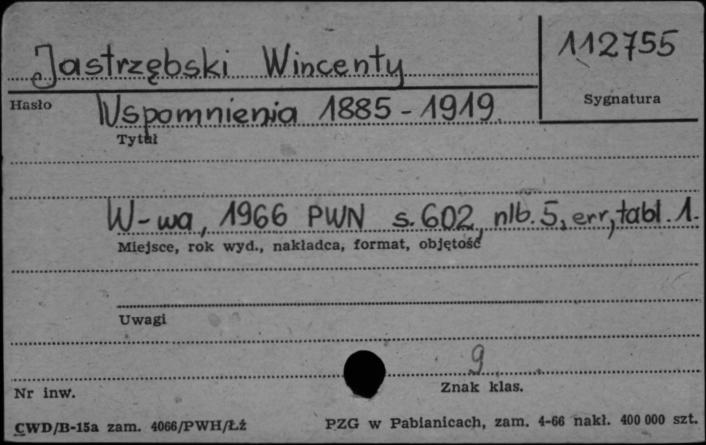 Jastrzębski Wincenty 112755
Hasło Sygnatura
Wspomnienia 1885-1919.
Tytuł
W-wa, 1966 PWN s. 602, nlb. 5, err, tabl. 1.
Miejsce, rok wyd., nakładca, format, objętość
Uwagi
9
Nr inw. Znak klas.
CWD/B-15a zam. 4066/PWH/Łź PZG w Pabianicach, zam. 4-66 nakł. 400 000 szt.